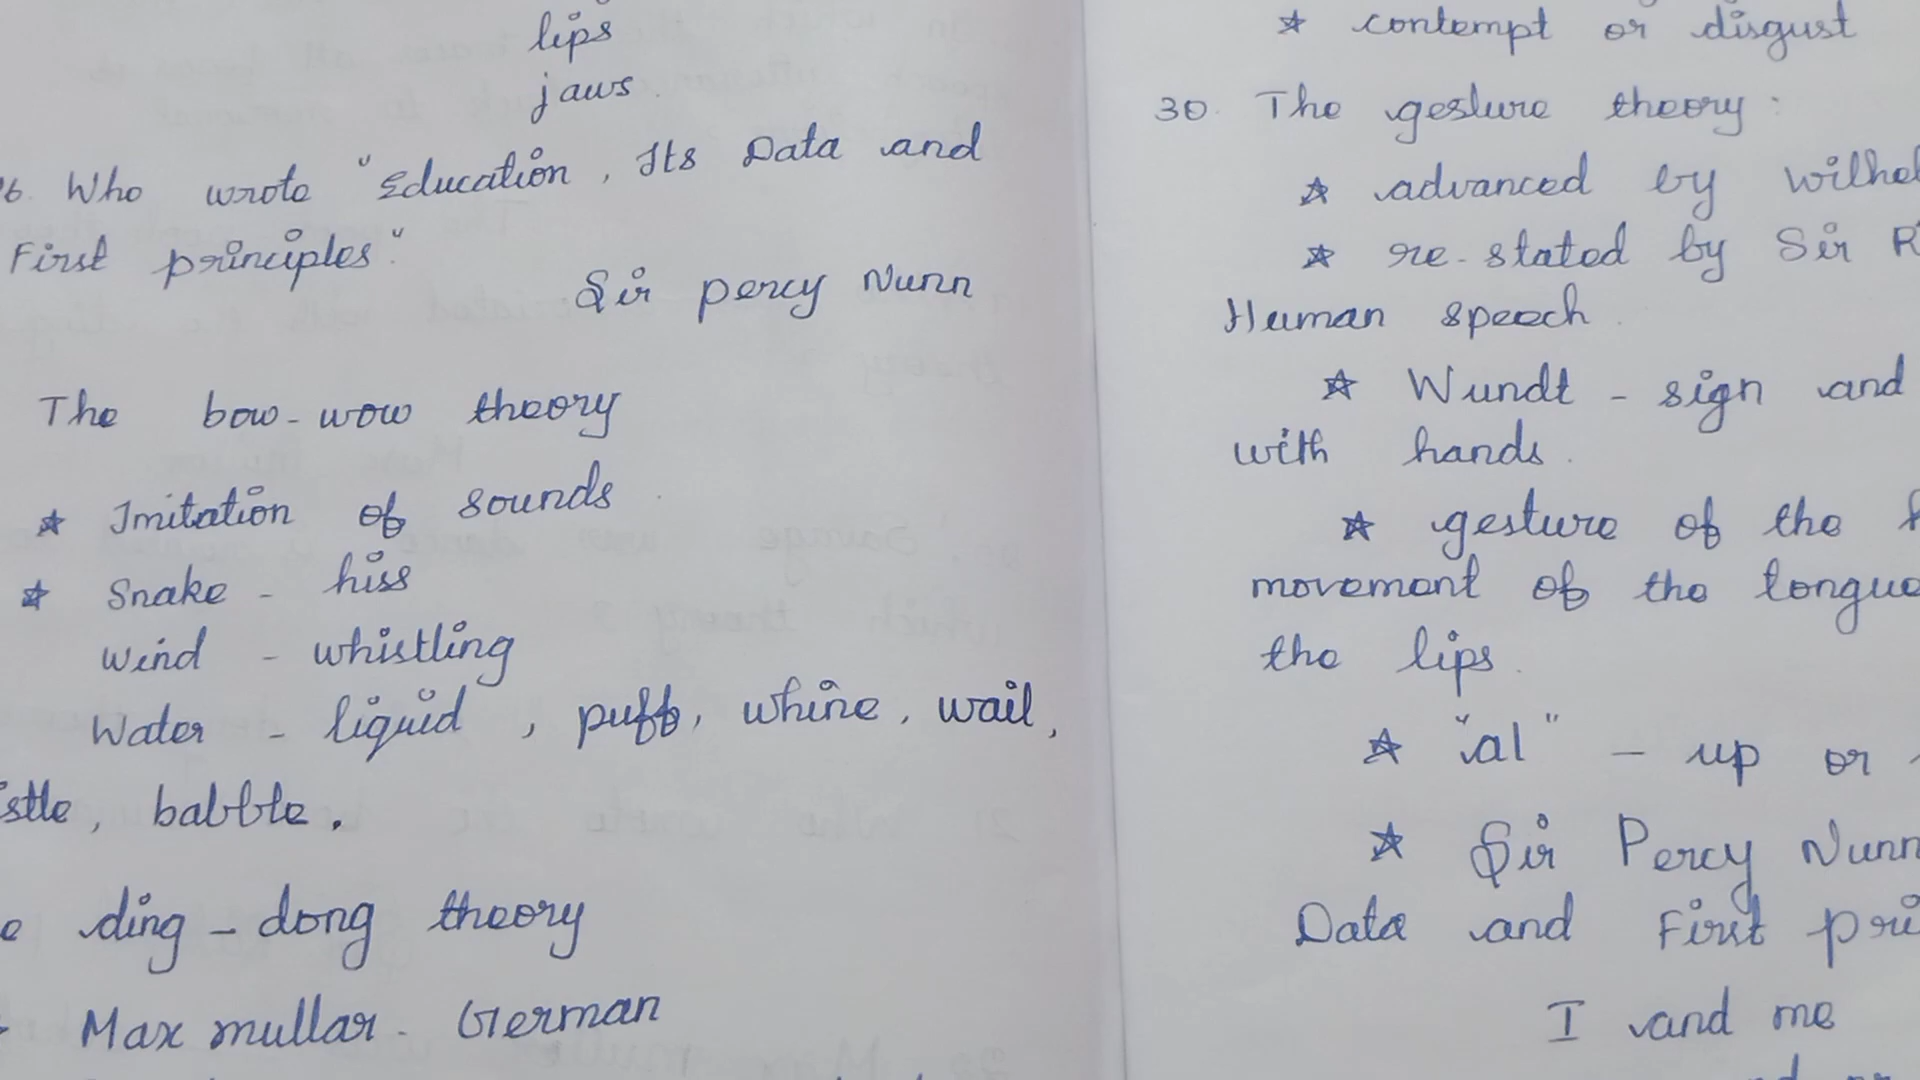 lips
jaws.
Who wrote "Education, Its Data and
First principles"
Sir percy Nunn
The bow-wow theory
☆ Imitation of sounds
☆ Snake - hiss
Wind - whistling
Water - liquid, puff, whine, wail,
babble.
ding-dong theory
Max mullar - German
☆ contempt or disgust
30. The gesture theory:
☆ advanced by
☆ re-stated by Sir
Human speech.
☆ Wundt - sign and
with hands.
☆ gesture of the
movement of the tongue
the lips.
☆ "al" - up or
☆ Sir Percy Nunn
Data and First
I and me